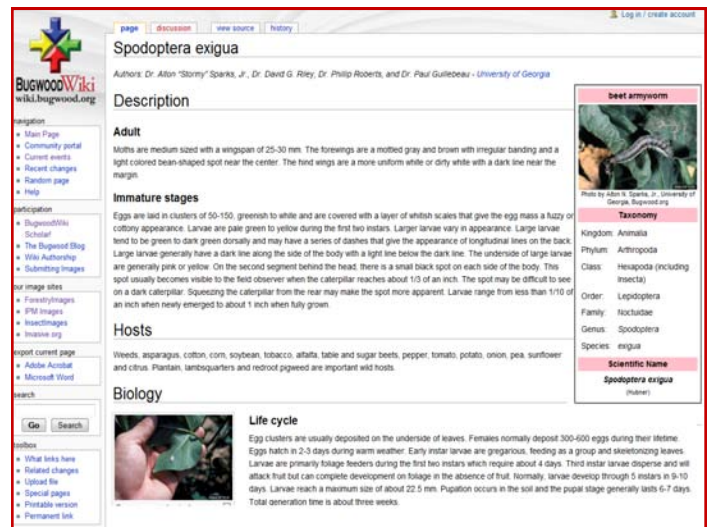 Log in / create account
page
discussion
view source
history
BUGWOODWiki
wiki.bugwood.org
navigation
Main Page
Community portal
Current events
Recent changes
Random page
Help
participation
BugwoodWiki
Scholar!
The Bugwood Blog
Wiki Authorship
Submitting Images
our image sites
ForestryImages
IPM Images
InsectImages
Invasive.org
export current page
Adobe Acrobat
Microsoft Word
search
Go
Search
toolbox
What links here
Related changes
Upload file
Special pages
Printable version
Permanent link
Spodoptera exigua
Authors: Dr. Alton "Stormy" Sparks, Jr., Dr. David G. Riley, Dr. Phillip Roberts, and Dr. Paul Guillebeau - University of Georgia
Description
Adult
Moths are medium sized with a wingspan of 25-30 mm. The forewings are a mottled gray and brown with irregular banding and a
light colored bean-shaped spot near the center. The hind wings are a more uniform white or dirty white with a dark line near the
margin.
Immature stages
Eggs are laid in clusters of 50-150, greenish to white and are covered with a layer of whitish scales that give the egg mass a fuzzy or
cottony appearance. Larvae are pale green to yellow during the first two instars. Larger larvae vary in appearance. Large larvae
tend to be green to dark green dorsally and may have a series of dashes that give the appearance of longitudinal lines on the back.
Large larvae generally have a dark line along the side of the body with a light line below the dark line. The underside of large larvae
are generally pink or yellow. On the second segment behind the head, there is a small black spot on each side of the body. This
spot usually becomes visible to the field observer when the caterpillar reaches about 1/3 of an inch. The spot may be difficult to see
on a dark caterpillar. Squeezing the caterpillar from the rear may make the spot more apparent. Larvae range from less than 1/10 of
an inch when newly emerged to about 1 inch when fully grown.
Hosts
Weeds, asparagus, cotton, corn, soybean, tobacco, alfalfa, table and sugar beets, pepper, tomato, potato, onion, pea, sunflower
and citrus. Plantain, lambsquarters and redroot pigweed are important wild hosts.
Biology
Life cycle
Egg clusters are usually deposited on the underside of leaves. Females normally deposit 300-600 eggs during their lifetime.
Eggs hatch in 2-3 days during warm weather. Early instar larvae are gregarious, feeding as a group and skeletonizing leaves.
Larvae are primarily foliage feeders during the first two instars which require about 4 days. Third instar larvae disperse and will
attack fruit but can complete development on foliage in the absence of fruit. Normally, larvae develop through 5 instars in 9-10
days. Larvae reach a maximum size of about 22.5 mm. Pupation occurs in the soil and the pupal stage generally lasts 6-7 days.
Total generation time is about three weeks.
beet armyworm
Photo by Alton N. Sparks, Jr., University of
Georgia, Bugwood.org
Taxonomy
Kingdom: Animalia
Phylum: Arthropoda
Class: Hexapoda (including
Insecta)
Order: Lepidoptera
Family: Noctuidae
Genus: Spodoptera
Species: exigua
Scientific Name
Spodoptera exigua
(Hubner)